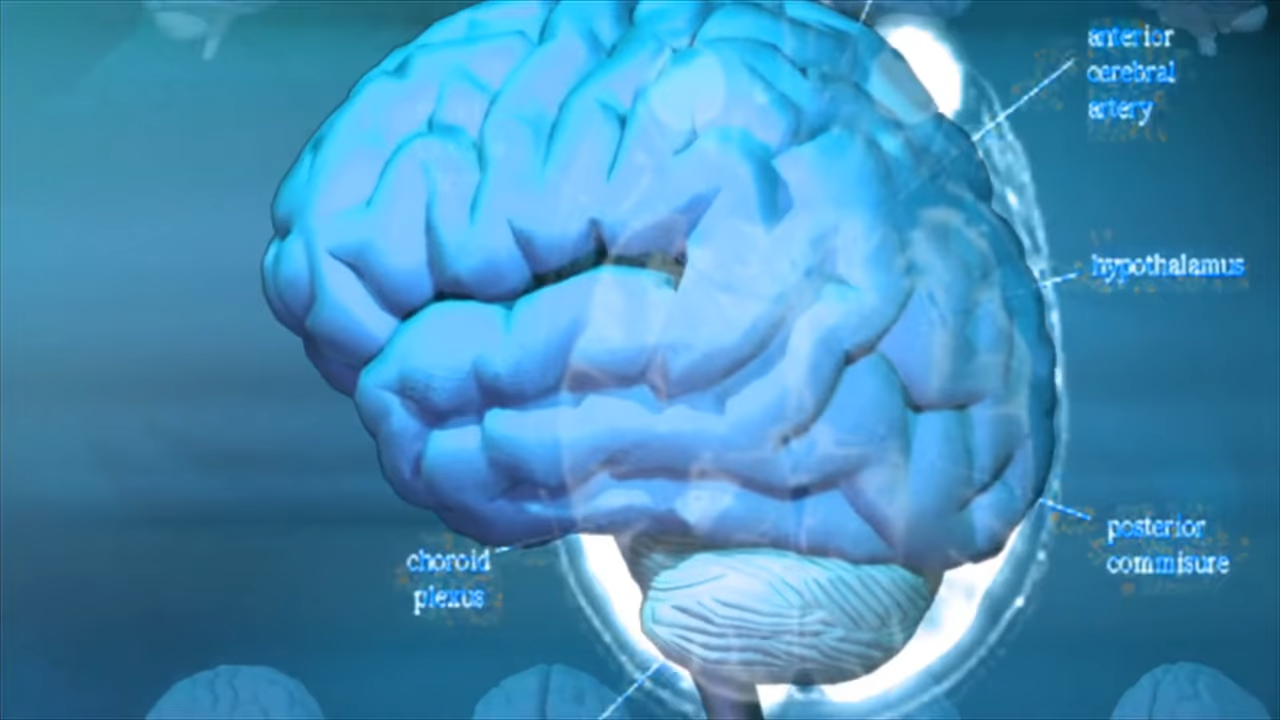 anterior
cerebral
artery
hypothalamus
posterior
commisure
choroid
plexus